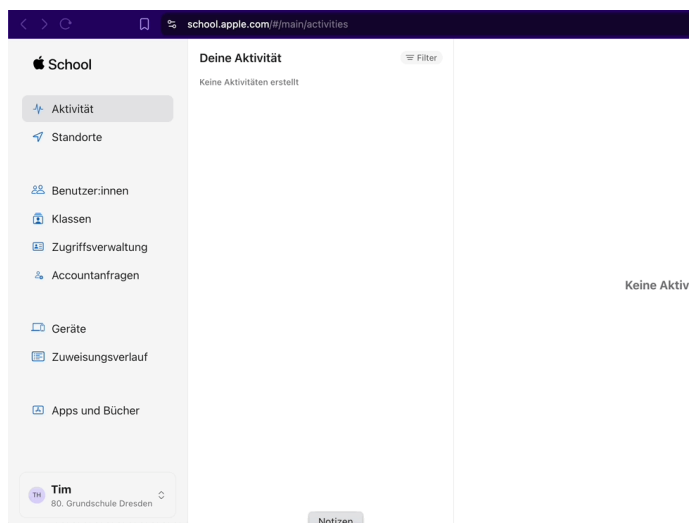 school.apple.com/#/main/activities
School
Aktivität
Standorte
Benutzer:innen
Klassen
Zugriffsverwaltung
Accountanfragen
Geräte
Zuweisungsverlauf
Apps und Bücher
TH
Tim
80. Grundschule Dresden
Deine Aktivität
Filter
Keine Aktivitäten erstellt
Notizen
Keine Aktiv